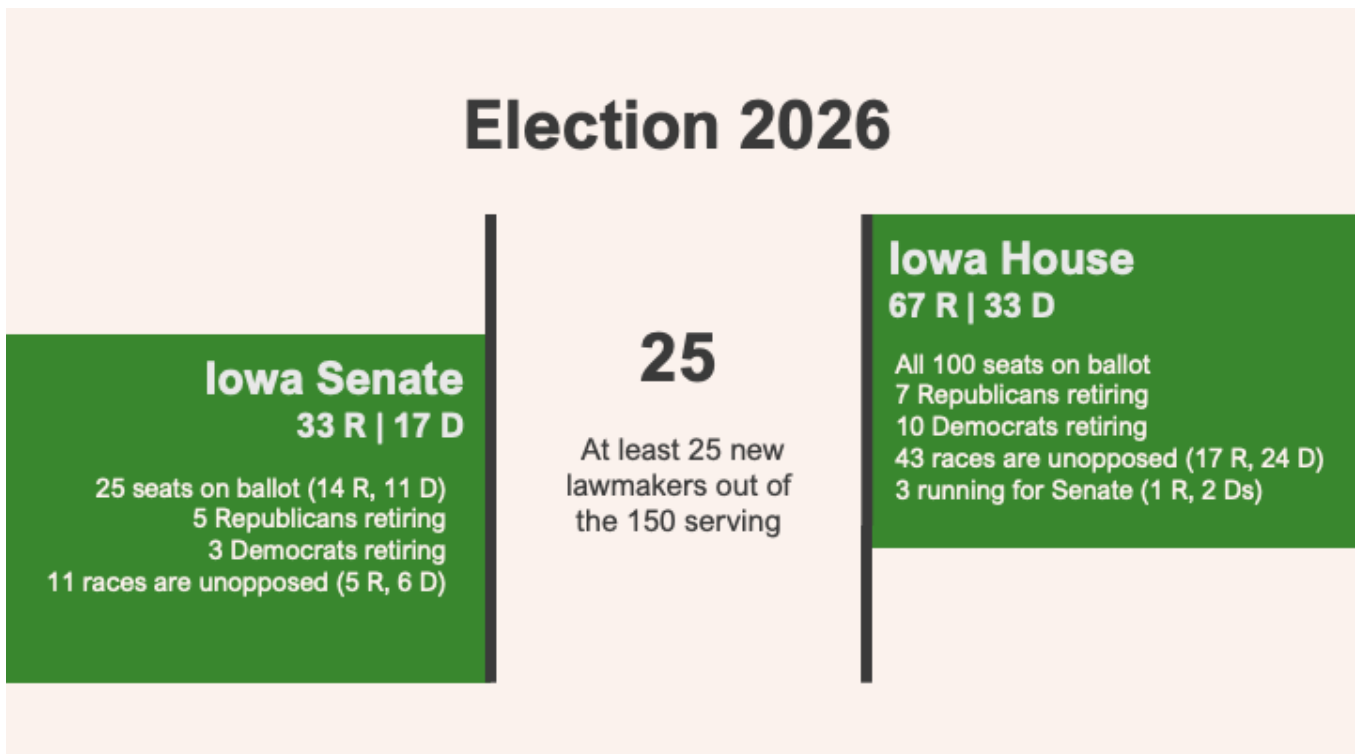 Election 2026
Iowa Senate
33 R | 17 D
25 seats on ballot (14 R, 11 D)
5 Republicans retiring
3 Democrats retiring
11 races are unopposed (5 R, 6 D)
25
At least 25 new
lawmakers out of
the 150 serving
Iowa House
67 R | 33 D
All 100 seats on ballot
7 Republicans retiring
10 Democrats retiring
43 races are unopposed (17 R, 24 D)
3 running for Senate (1 R, 2 Ds)